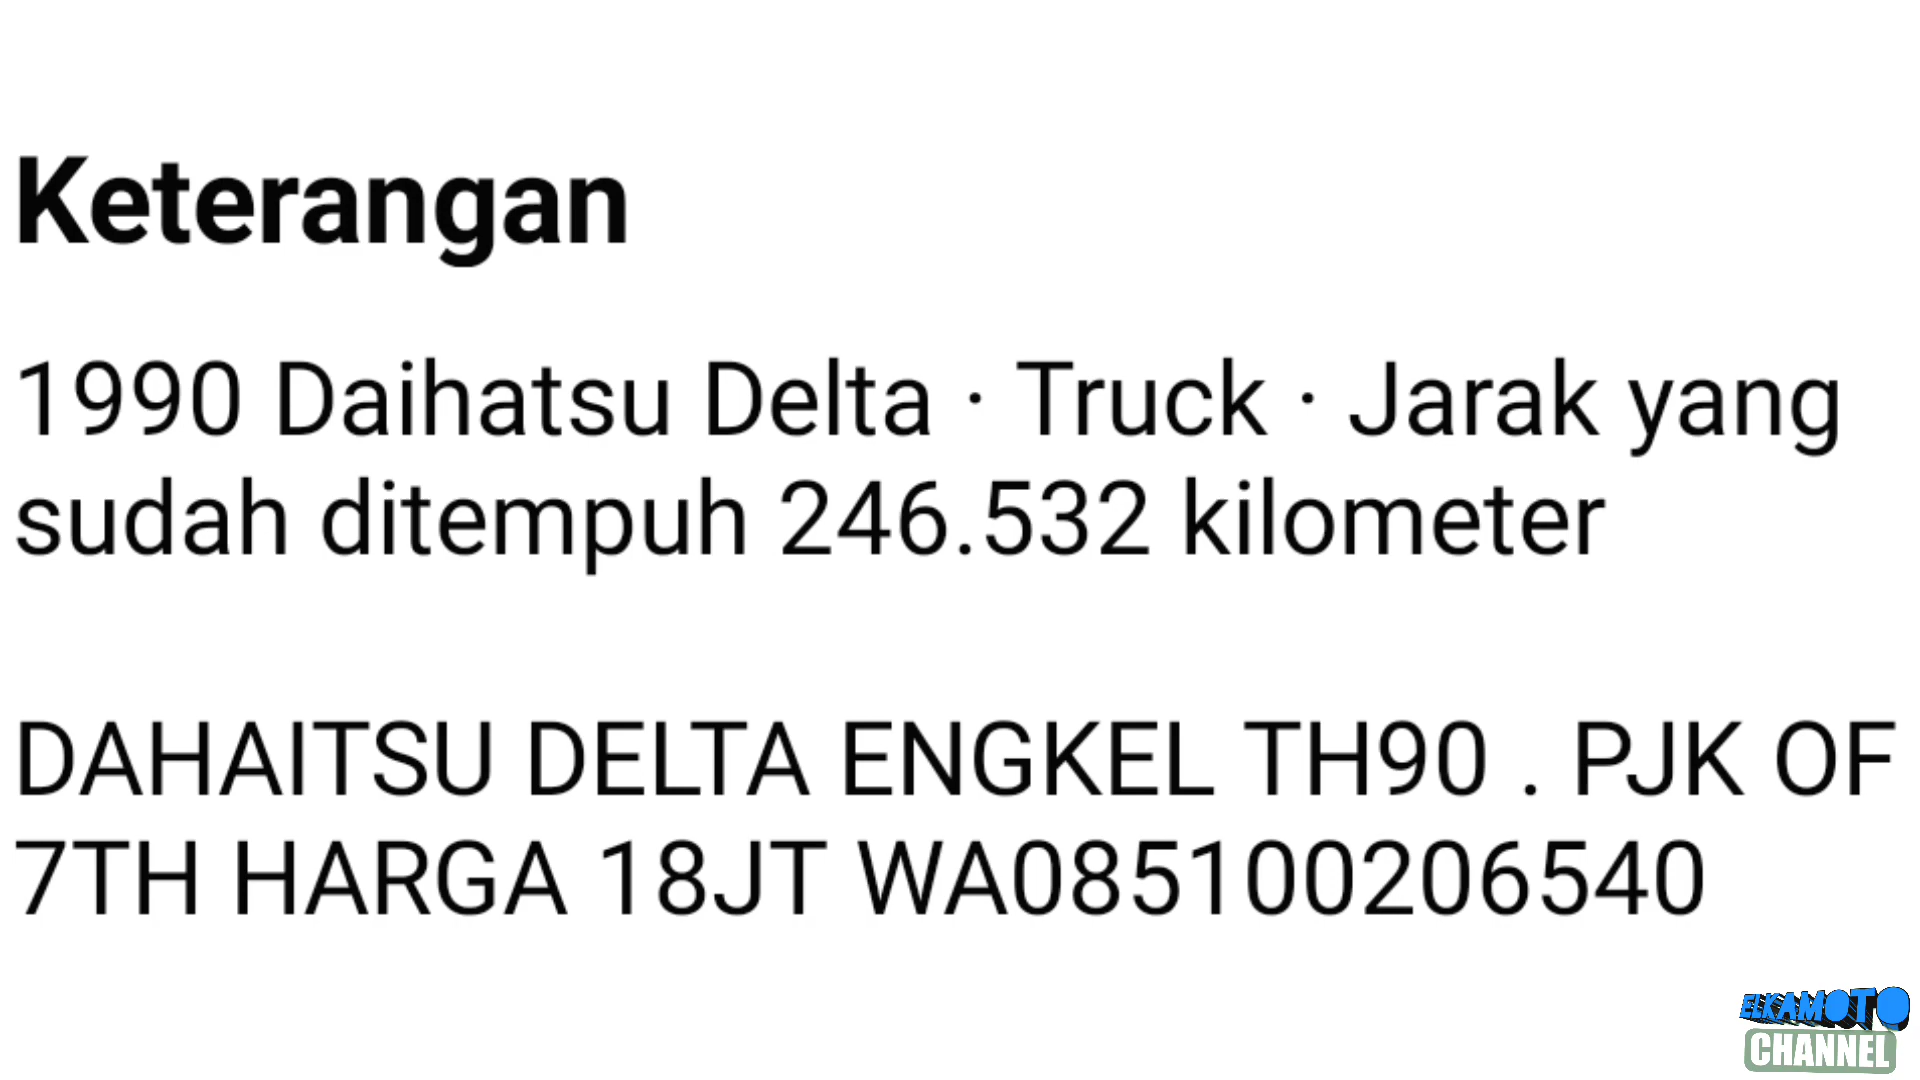 Keterangan
1990 Daihatsu Delta · Truck · Jarak yang
sudah ditempuh 246.532 kilometer
DAHAITSU DELTA ENGKEL TH90 . PJK OF
7TH HARGA 18JT WA085100206540
ELKAMOTO
CHANNEL